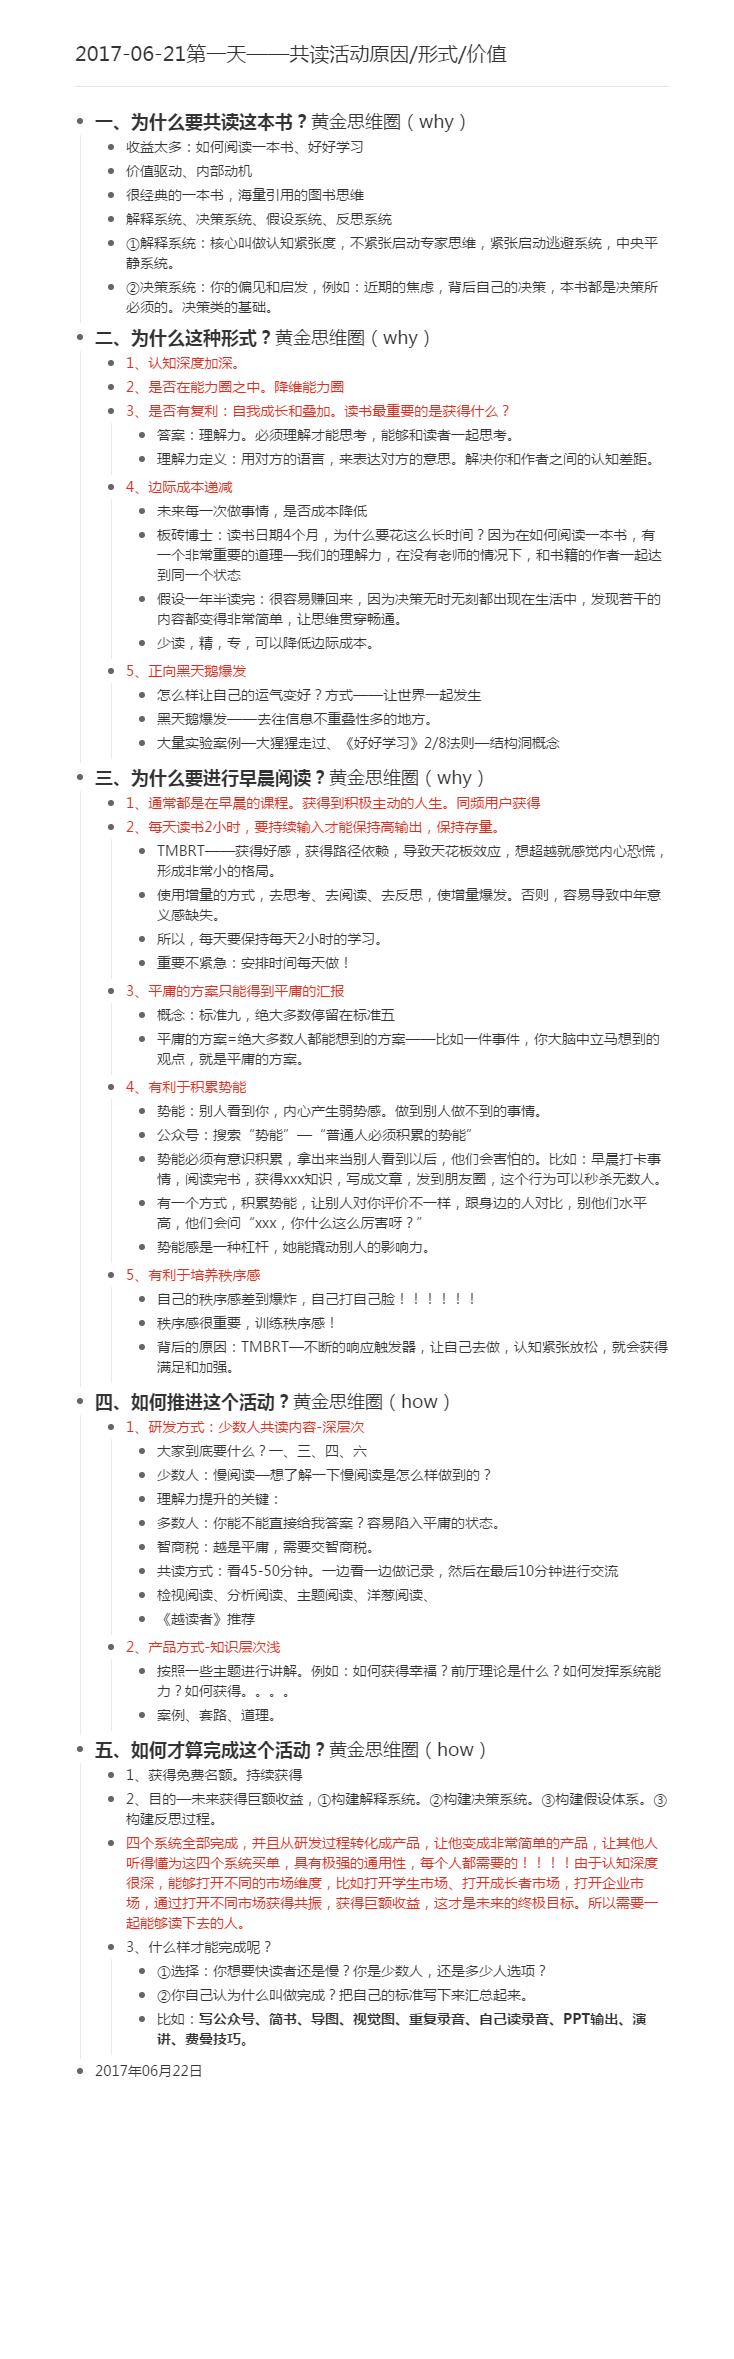 2017-06-21第一天——共读活动原因/形式/价值
一、为什么要共读这本书？黄金思维圈（why）
收益太多：如何阅读一本书、好好学习
价值驱动、内部动机
很经典的一本书，海量引用的图书思维
解释系统、决策系统、假设系统、反思系统
①解释系统：核心叫做认知紧张度，不紧张启动专家思维，紧张启动逃避系统，中央平
静系统。
②决策系统：你的偏见和启发，例如：近期的焦虑，背后自己的决策，本书都是决策所
必须的。决策类的基础。
二、为什么这种形式？黄金思维圈（why）
1、认知深度加深。
2、是否在能力圈之中。降维能力圈
3、是否有复利：自我成长和叠加。读书最重要的是获得什么？
答案：理解力。必须理解才能思考，能够和读者一起思考。
理解力定义：用对方的语言，来表达对方的意思。解决你和作者之间的认知差距。
4、边际成本递减
未来每一次做事情，是否成本降低
板砖博士：读书日期4个月，为什么要花这么长时间？因为在如何阅读一本书，有
一个非常重要的道理—我们的理解力，在没有老师的情况下，和书籍的作者一起达
到同一个状态
假设一年半读完：很容易赚回来，因为决策无时无刻都出现在生活中，发现若干的
内容都变得非常简单，让思维贯穿畅通。
少读，精，专，可以降低边际成本。
5、正向黑天鹅爆发
怎么样让自己的运气变好？方式——让世界一起发生
黑天鹅爆发——去往信息不重叠性多的地方。
大量实验案例—大猩猩走过、《好好学习》2/8法则—结构洞概念
三、为什么要进行早晨阅读？黄金思维圈（why）
1、通常都是在早晨的课程。获得到积极主动的人生。同频用户获得
2、每天读书2小时，要持续输入才能保持高输出，保持存量。
TMBRT——获得好感，获得路径依赖，导致天花板效应，想超越就感觉内心恐慌，
形成非常小的格局。
使用增量的方式，去思考、去阅读、去反思，使增量爆发。否则，容易导致中年意
义感缺失。
所以，每天要保持每天2小时的学习。
重要不紧急：安排时间每天做！
3、平庸的方案只能得到平庸的汇报
概念：标准九，绝大多数停留在标准五
平庸的方案=绝大多数人都能想到的方案——比如一件事件，你大脑中立马想到的
观点，就是平庸的方案。
4、有利于积累势能
势能：别人看到你，内心产生弱势感。做到别人做不到的事情。
公众号：搜索“势能”—“普通人必须积累的势能”
势能必须有意识积累，拿出来当别人看到以后，他们会害怕的。比如：早晨打卡事
情，阅读完书，获得xxx知识，写成文章，发到朋友圈，这个行为可以秒杀无数人。
有一个方式，积累势能，让别人对你评价不一样，跟身边的人对比，别他们水平
高，他们会问“xxx，你什么这么厉害呀？”
势能感是一种杠杆，她能撬动别人的影响力。
5、有利于培养秩序感
自己的秩序感差到爆炸，自己打自己脸！！！！！！
秩序感很重要，训练秩序感！
背后的原因：TMBRT—不断的响应触发器，让自己去做，认知紧张放松，就会获得
满足和加强。
四、如何推进这个活动？黄金思维圈（how）
1、研发方式：少数人共读内容-深层次
大家到底要什么？一、三、四、六
少数人：慢阅读—想了解一下慢阅读是怎么样做到的？
理解力提升的关键：
多数人：你能不能直接给我答案？容易陷入平庸的状态。
智商税：越是平庸，需要交智商税。
共读方式：看45-50分钟。一边看一边做记录，然后在最后10分钟进行交流
检视阅读、分析阅读、主题阅读、洋葱阅读、
《越读者》推荐
2、产品方式-知识层次浅
按照一些主题进行讲解。例如：如何获得幸福？前厅理论是什么？如何发挥系统能
力？如何获得。。。。
案例、套路、道理。
五、如何才算完成这个活动？黄金思维圈（how）
1、获得免费名额。持续获得
2、目的—未来获得巨额收益，①构建解释系统。②构建决策系统。③构建假设体系。③
构建反思过程。
四个系统全部完成，并且从研发过程转化成产品，让他变成非常简单的产品，让其他人
听得懂为这四个系统买单，具有极强的通用性，每个人都需要的！！！！由于认知深度
很深，能够打开不同的市场维度，比如打开学生市场、打开成长者市场，打开企业市
场，通过打开不同市场获得共振，获得巨额收益，这才是未来的终极目标。所以需要一
起能够读下去的人。
3、什么样才能完成呢？
①选择：你想要快读者还是慢？你是少数人，还是多少人选项？
②你自己认为什么叫做完成？把自己的标准写下来汇总起来。
比如：写公众号、简书、导图、视觉图、重复录音、自己读录音、PPT输出、演
讲、费曼技巧。
2017年06月22日